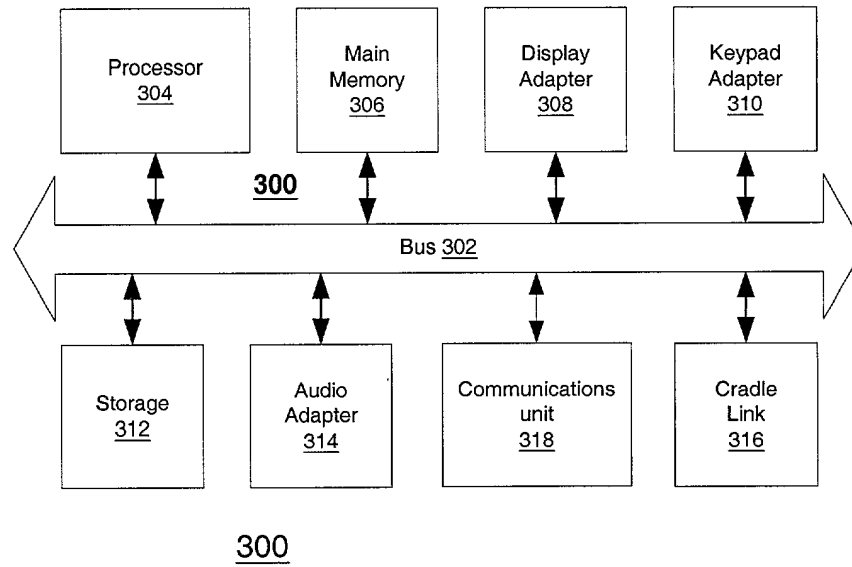 Processor
304
Main
Memory
306
Display
Adapter
308
Keypad
Adapter
310
300
Bus 302
Storage
312
Audio
Adapter
314
Communications
unit
318
Cradle
Link
316
300